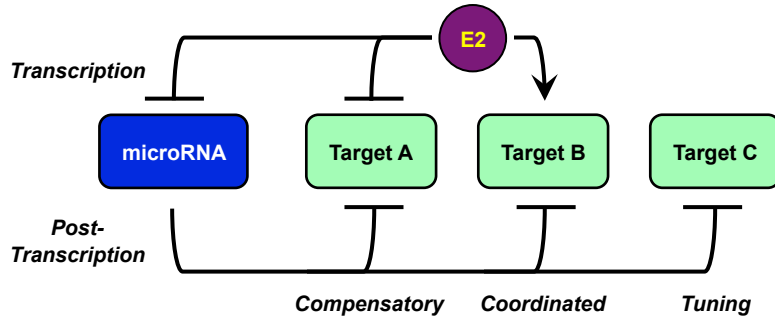 E2
Transcription
microRNA
Target A
Target B
Target C
Post-
Transcription
Compensatory
Coordinated
Tuning